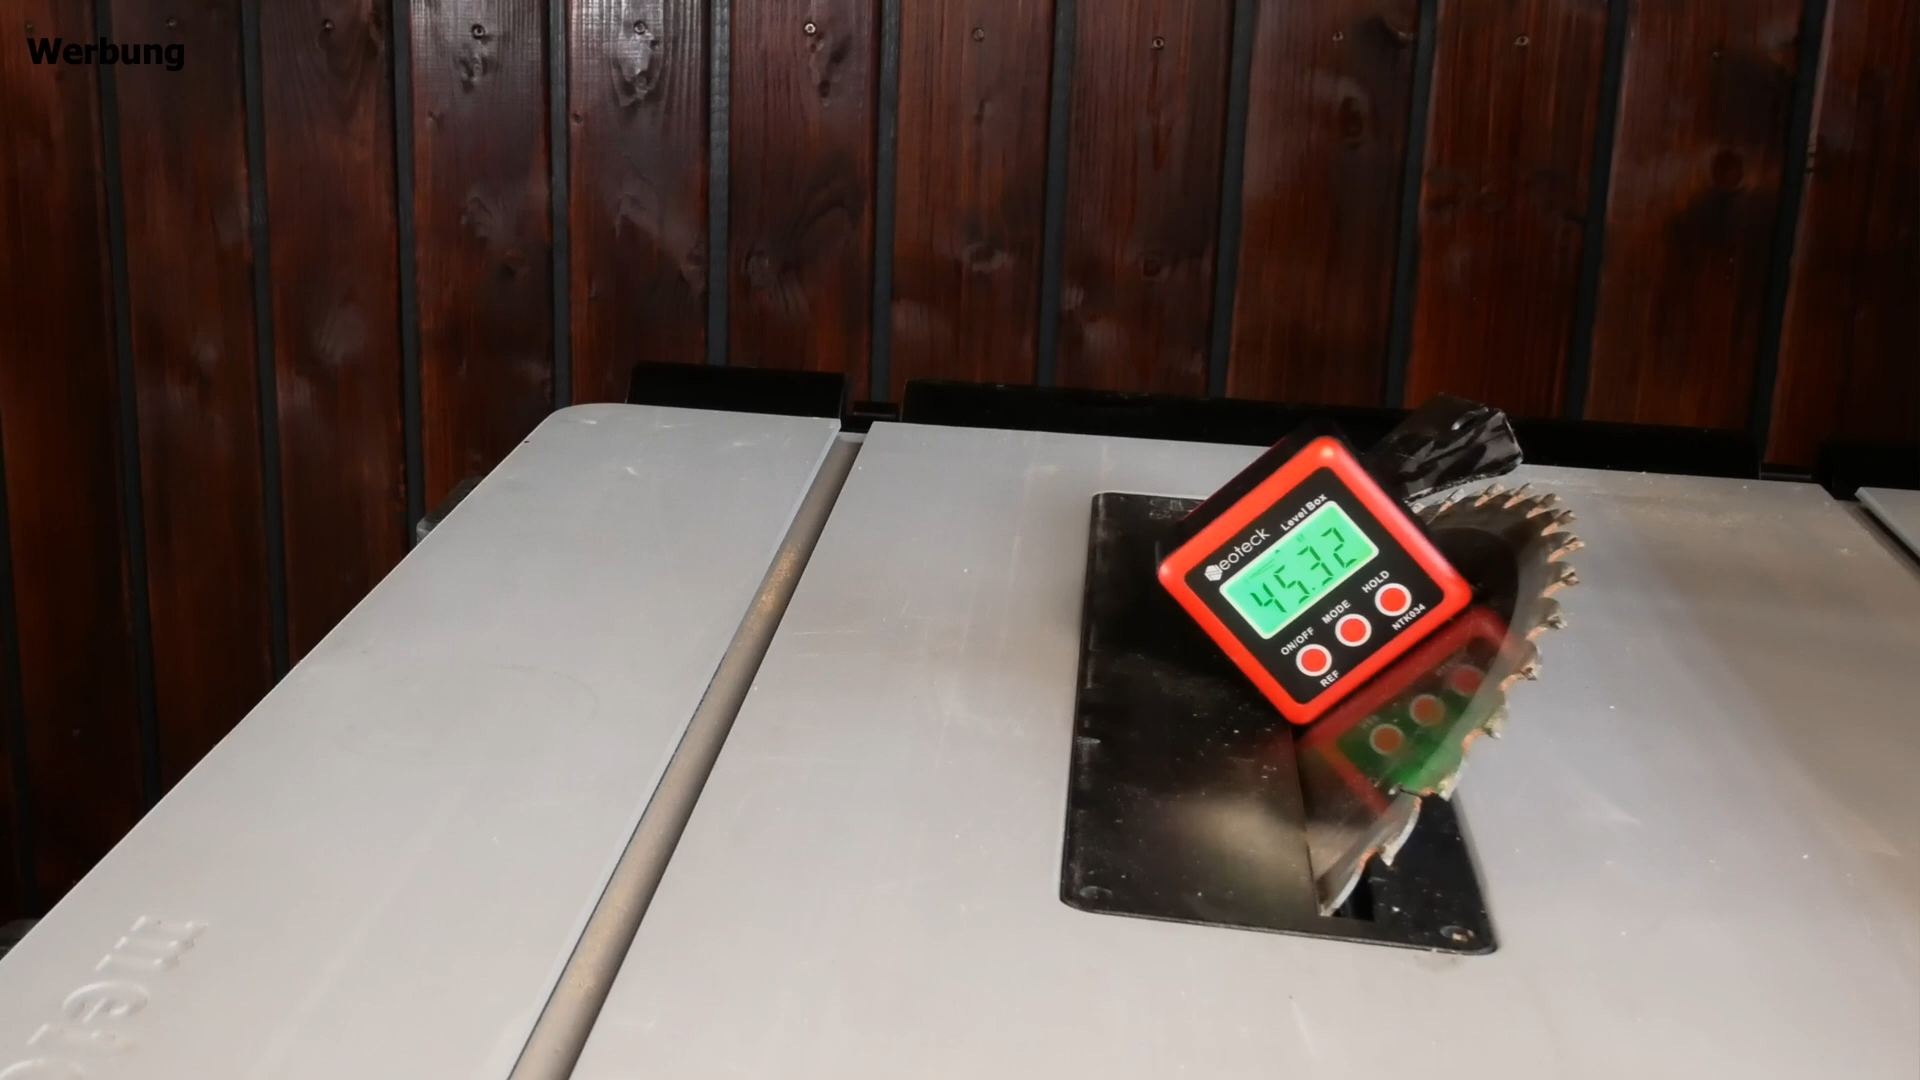 Werbung
eoteck
Level Box
45.32
ON/OFF
MODE
HOLD
REF
NTK034